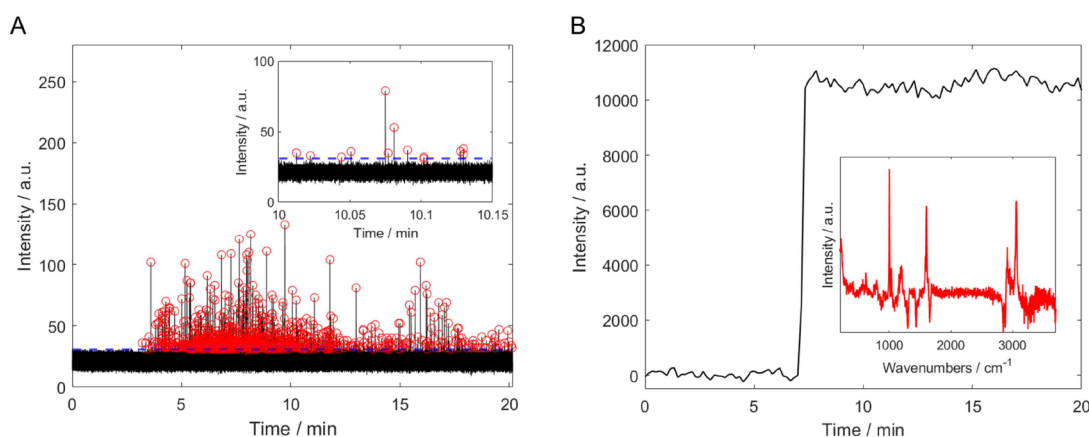 A
Intensity / a.u.
250
200
150
100
50
0
0 5 10 15 20
Time / min
Intensity / a.u.
100
50
0
10 10.05 10.1 10.15
Time / min
B
Intensity / a.u.
12000
10000
8000
6000
4000
2000
0
0 5 10 15 20
Time / min
Intensity / a.u.
1000 2000 3000
Wavenumbers / cm⁻¹